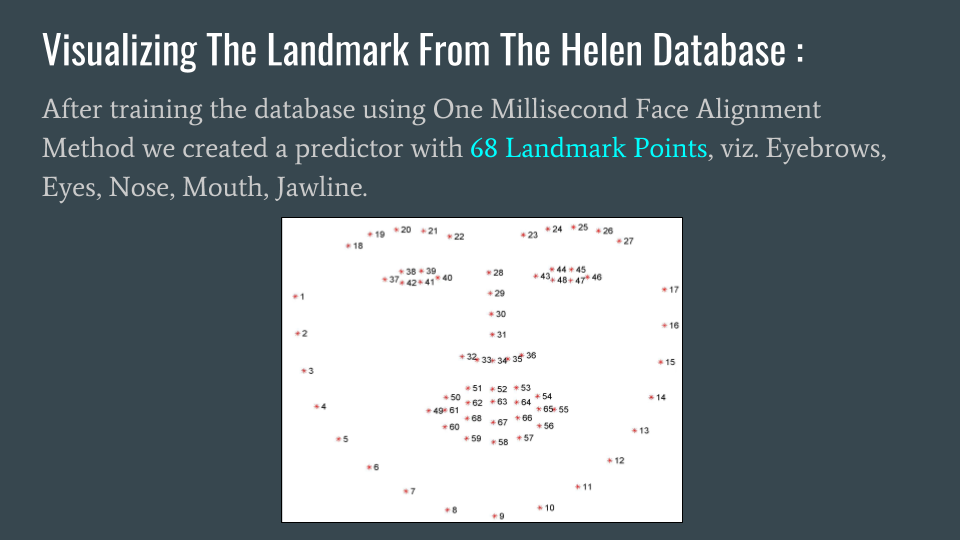 Visualizing The Landmark From The Helen Database :
After training the database using One Millisecond Face Alignment
Method we created a predictor with 68 Landmark Points, viz. Eyebrows,
Eyes, Nose, Mouth, Jawline.
18 19 20 21 22 23 24 25 26 27
37 38 39 40 28 43 44 45 46
42 41 48 47
1 29 17
2 30 16
31
3 32 33 34 35 36 15
51 52 53
50 54 14
62 63 64
4 49 61 65 55
68 67 66
60 56 13
5 59 58 57
6 12
7 11
8 9 10